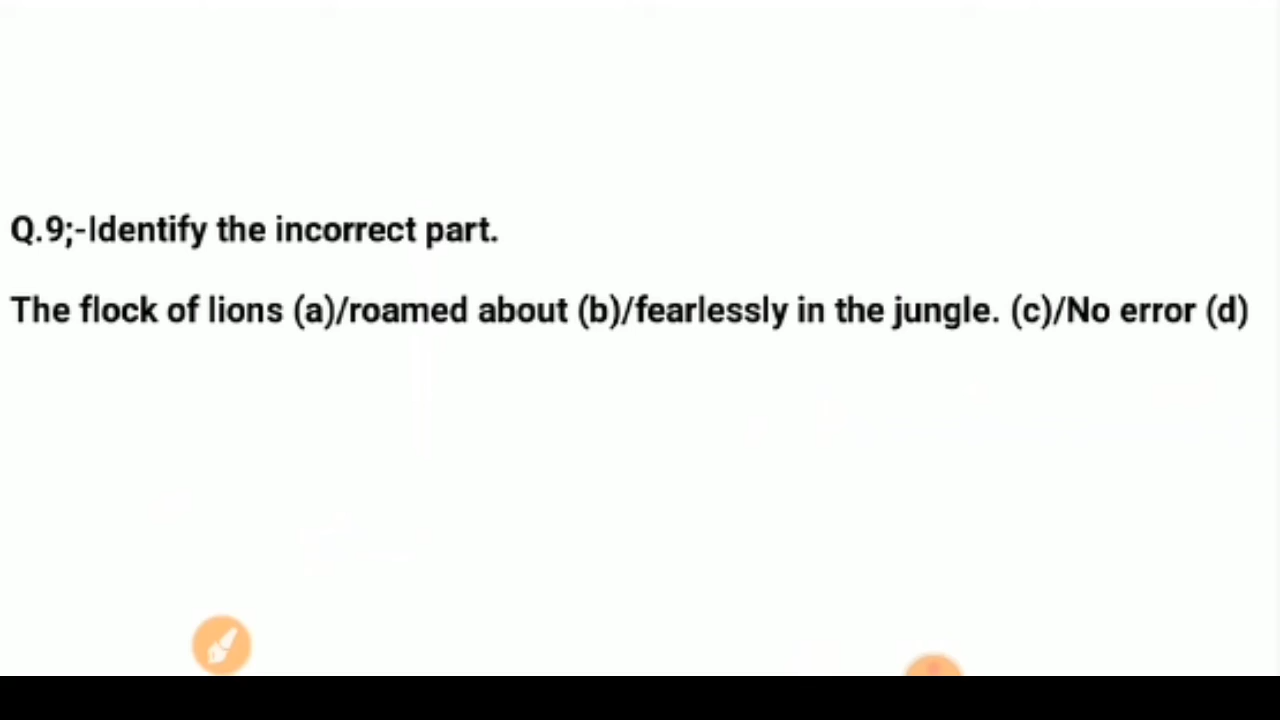 Q.9;-Identify the incorrect part.
The flock of lions (a)/roamed about (b)/fearlessly in the jungle. (c)/No error (d)